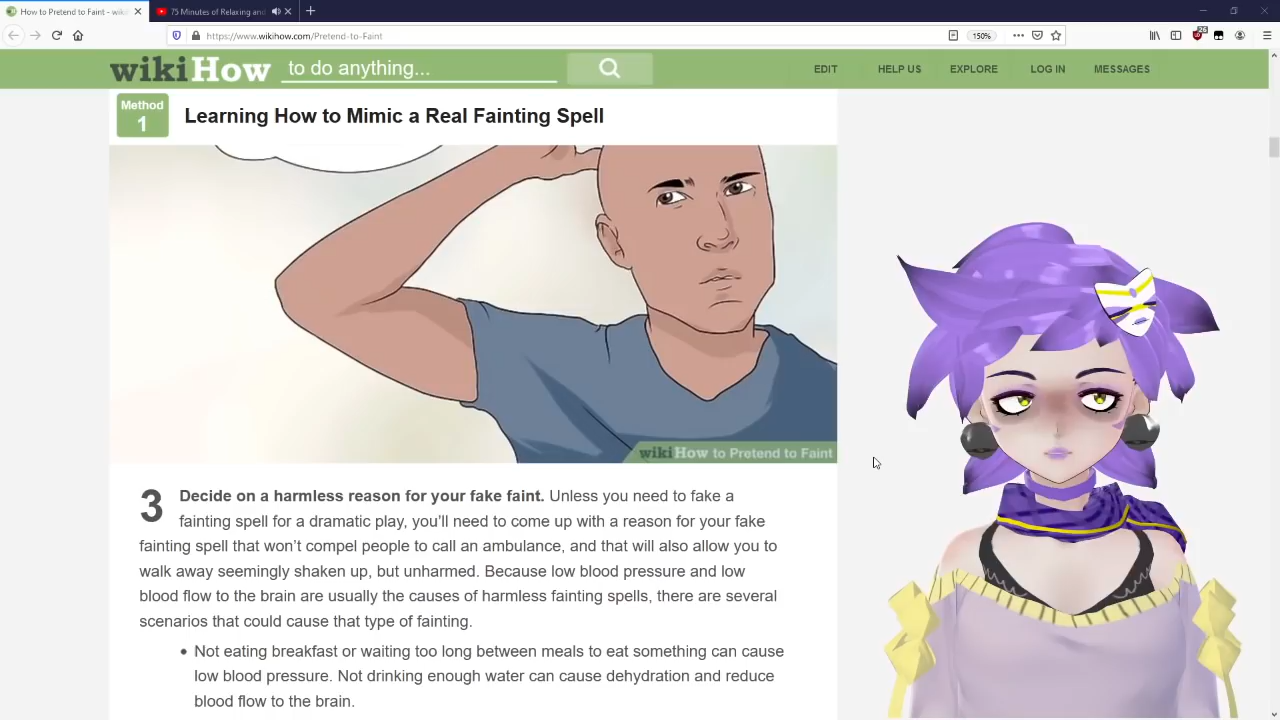 How to Pretend to Faint - wiki
75 Minutes of Relaxing and
https://www.wikihow.com/Pretend-to-Faint
150%
wikiHow to do anything...
EDIT HELP US EXPLORE LOG IN MESSAGES
Method
1
Learning How to Mimic a Real Fainting Spell
wikiHow to Pretend to Faint
3 Decide on a harmless reason for your fake faint. Unless you need to fake a
fainting spell for a dramatic play, you'll need to come up with a reason for your fake
fainting spell that won't compel people to call an ambulance, and that will also allow you to
walk away seemingly shaken up, but unharmed. Because low blood pressure and low
blood flow to the brain are usually the causes of harmless fainting spells, there are several
scenarios that could cause that type of fainting.
• Not eating breakfast or waiting too long between meals to eat something can cause
low blood pressure. Not drinking enough water can cause dehydration and reduce
blood flow to the brain.